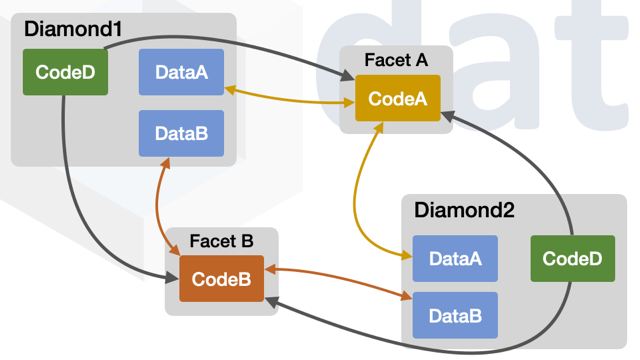 Diamond1
CodeD
DataA
DataB
Facet A
CodeA
Facet B
CodeB
Diamond2
DataA
CodeD
DataB
dat